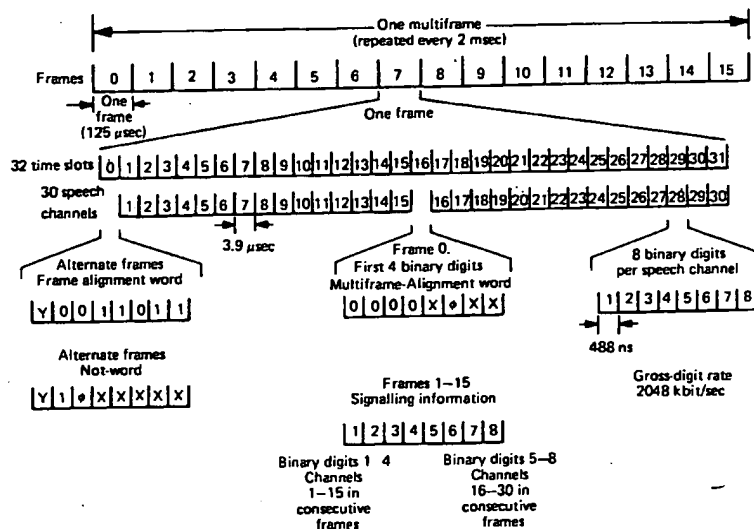 One multiframe
(repeated every 2 msec)
Frames 0 1 2 3 4 5 6 7 8 9 10 11 12 13 14 15
One
frame
(125 μsec)
One frame
32 time slots 0 1 2 3 4 5 6 7 8 9 10 11 12 13 14 15 16 17 18 19 20 21 22 23 24 25 26 27 28 29 30 31
30 speech
channels
1 2 3 4 5 6 7 8 9 10 11 12 13 14 15 16 17 18 19 20 21 22 23 24 25 26 27 28 29 30
3.9 μsec
Alternate frames
Frame alignment word
Y 0 0 1 1 0 1 1
Alternate frames
Not-word
Y 1 φ X X X X X
Frame 0.
First 4 binary digits
Multiframe-Alignment word
0 0 0 0 X φ X X
Frames 1–15
Signalling information
1 2 3 4 5 6 7 8
Binary digits 1 4
Channels
1–15 in
consecutive
frames
Binary digits 5–8
Channels
16–30 in
consecutive
frames
8 binary digits
per speech channel
1 2 3 4 5 6 7 8
488 ns
Gross-digit rate
2048 kbit/sec